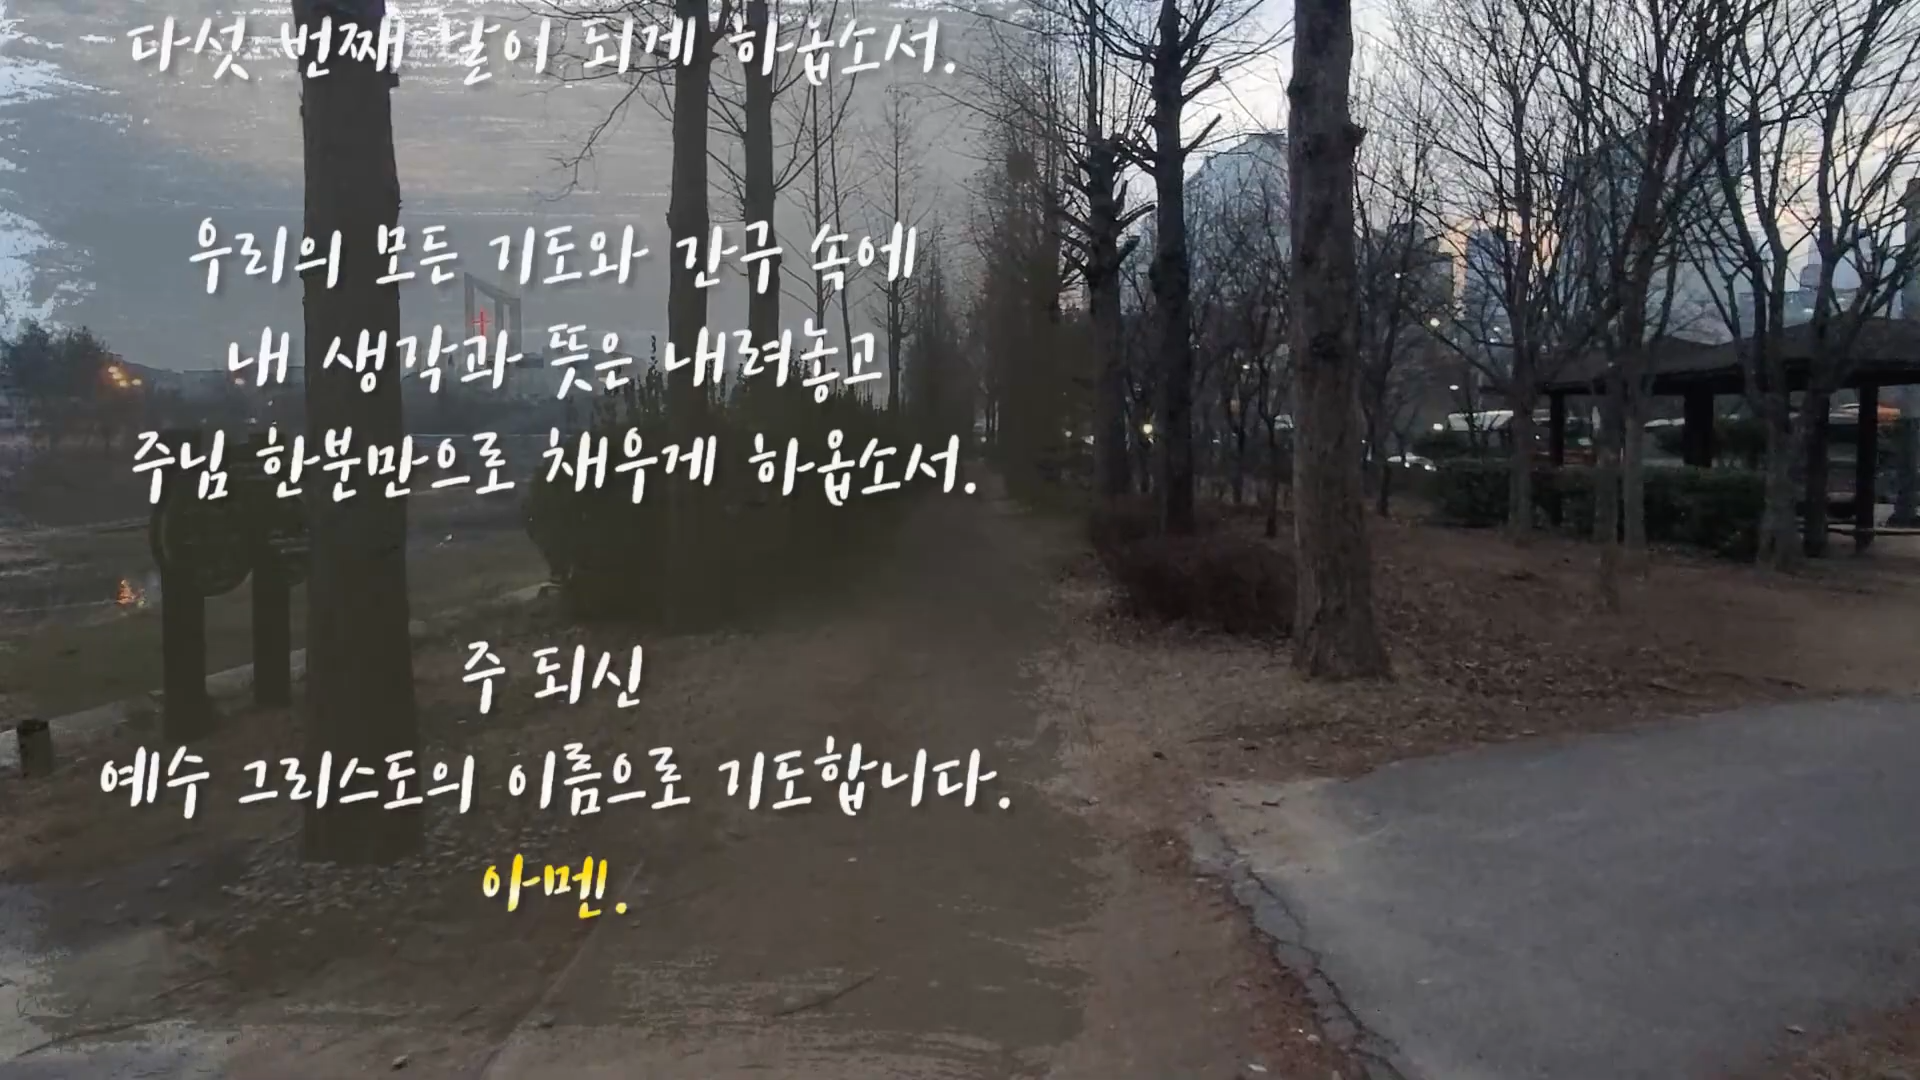 다섯 번째 날이 되게 하옵소서.
우리의 모든 기도와 간구 속에
내 생각과 뜻은 내려놓고
주님 한분만으로 채우게 하옵소서.
주 되신
예수 그리스도의 이름으로 기도합니다.
아멘.